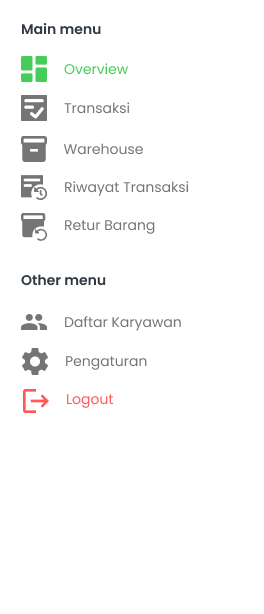 Main menu
Overview
Transaksi
Warehouse
Riwayat Transaksi
Retur Barang
Other menu
Daftar Karyawan
Pengaturan
Logout